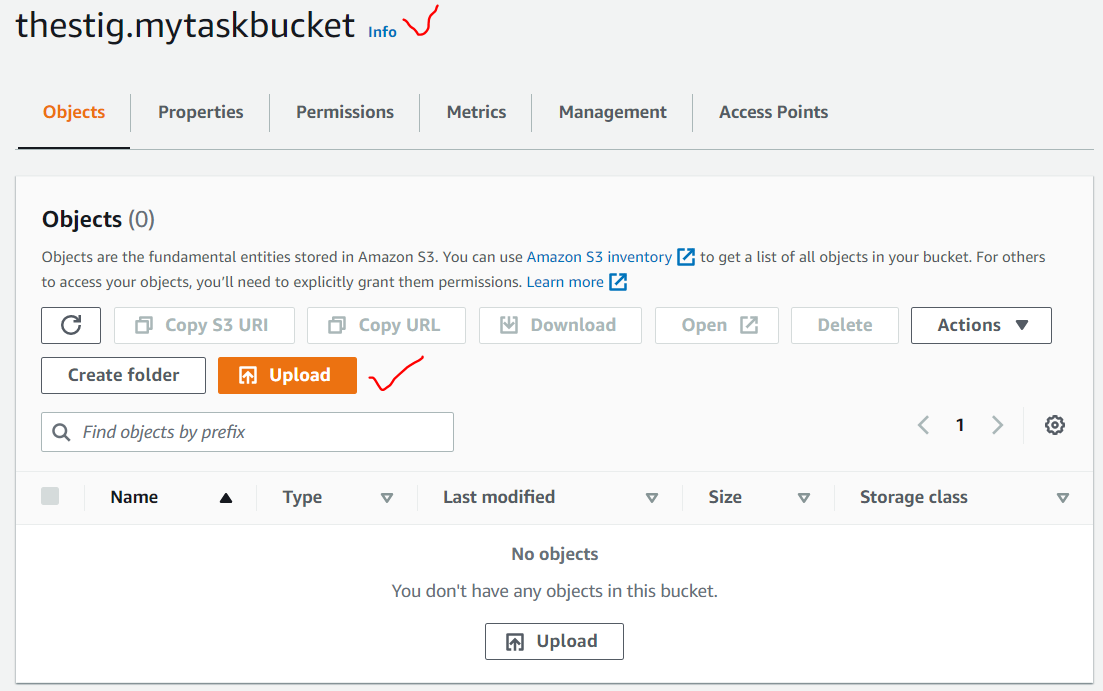 thestig.mytaskbucket Info
Objects Properties Permissions Metrics Management Access Points
Objects (0)
Objects are the fundamental entities stored in Amazon S3. You can use Amazon S3 inventory to get a list of all objects in your bucket. For others
to access your objects, you’ll need to explicitly grant them permissions. Learn more
Copy S3 URI Copy URL Download Open Delete Actions
Create folder Upload
Find objects by prefix 1
Name Type Last modified Size Storage class
No objects
You don't have any objects in this bucket.
Upload